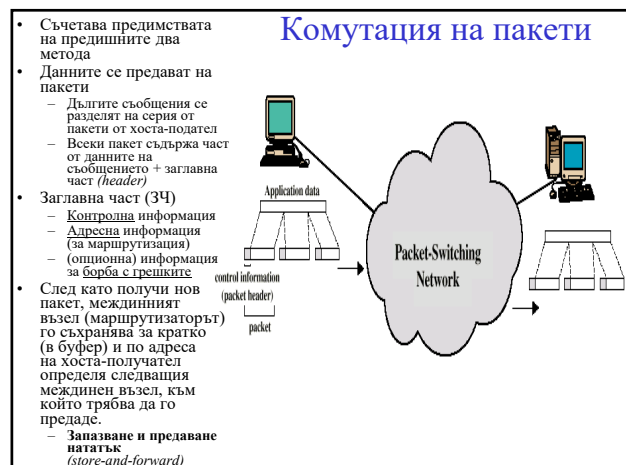 Комутация на пакети
• Съчетава предимствата
на предишните два
метода
• Данните се предават на
пакети
– Дългите съобщения се
разделят на серия от
пакети от хоста-подател
– Всеки пакет съдържа част
от данните на
съобщението + заглавна
част (header)
• Заглавна част (ЗЧ)
– Контролна информация
– Адресна информация
(за маршрутизация)
– (опционна) информация
за борба с грешките
• След като получи нов
пакет, междинният
възел (маршрутизаторът)
го съхранява за кратко
(в буфер) и по адреса
на хоста-получател
определя следващия
междинен възел, към
който трябва да го
предаде.
– Запазване и предаване
нататък
(store-and-forward)
Application data
control information
(packet header)
packet
Packet-Switching
Network